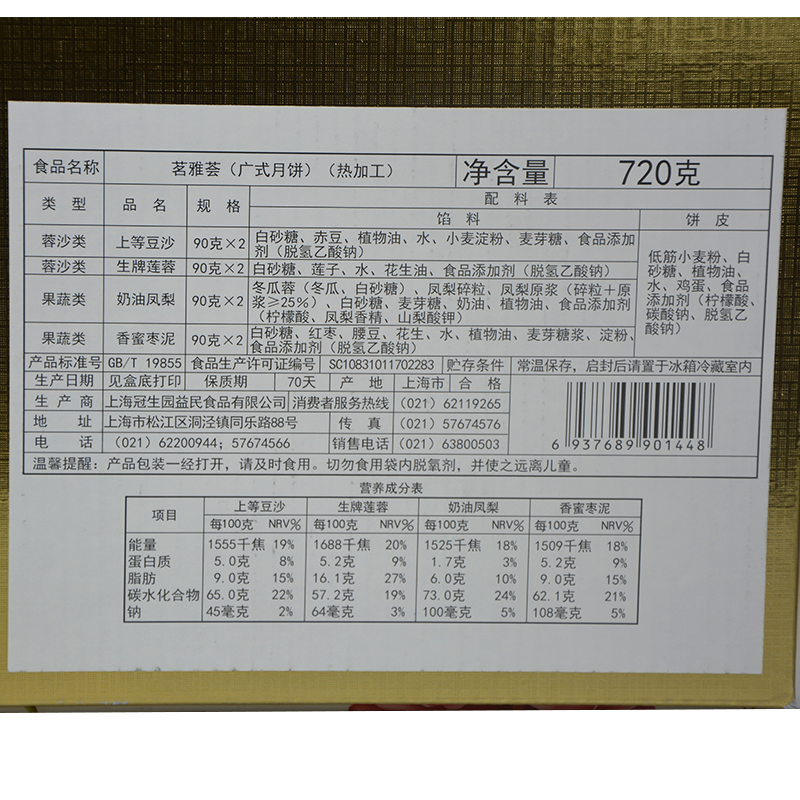 食品名称 茗雅荟（广式月饼）（热加工） 净含量 720克
类 型 品 名 规 格 配 料 表
馅 料 饼 皮
蓉沙类 上等豆沙 90克×2 白砂糖、赤豆、植物油、水、小麦淀粉、麦芽糖、食品添加
剂（脱氢乙酸钠）
蓉沙类 生牌莲蓉 90克×2 白砂糖、莲子、水、花生油、食品添加剂（脱氢乙酸钠）
果蔬类 奶油凤梨 90克×2 冬瓜蓉（冬瓜、白砂糖）、凤梨碎粒、凤梨原浆（碎粒＋原
浆≥25%）、白砂糖、麦芽糖、奶油、植物油、食品添加剂
（柠檬酸、凤梨香精、山梨酸钾）
果蔬类 香蜜枣泥 90克×2 白砂糖、红枣、腰豆、花生、水、植物油、麦芽糖浆、淀粉、
食品添加剂（脱氢乙酸钠）
低筋小麦粉、白
砂糖、植物油、
水、鸡蛋、食品
添加剂（柠檬酸、
碳酸钠、脱氢乙
酸钠）
产品标准号 GB/T 19855 食品生产许可证编号 SC10831011702283 贮存条件 常温保存，启封后请置于冰箱冷藏室内
生产日期 见盒底打印 保质期 70天 产 地 上海市 合 格
生 产 商 上海冠生园益民食品有限公司 消费者服务热线 （021）62119265
地 址 上海市松江区洞泾镇同乐路88号 传 真 （021）57674576
电 话 （021）62200944；57674566 销售电话 （021）63800503
6 937689 901448
温馨提醒：产品包装一经打开，请及时食用。切勿食用袋内脱氧剂，并使之远离儿童。
营养成分表
项目 上等豆沙 生牌莲蓉 奶油凤梨 香蜜枣泥
每100克 NRV% 每100克 NRV% 每100克 NRV% 每100克 NRV%
能量 1555千焦 19% 1688千焦 20% 1525千焦 18% 1509千焦 18%
蛋白质 5.0克 8% 5.2克 9% 1.7克 3% 5.2克 9%
脂肪 9.0克 15% 16.1克 27% 6.0克 10% 9.0克 15%
碳水化合物 65.0克 22% 57.2克 19% 73.0克 24% 62.1克 21%
钠 45毫克 2% 64毫克 3% 100毫克 5% 108毫克 5%